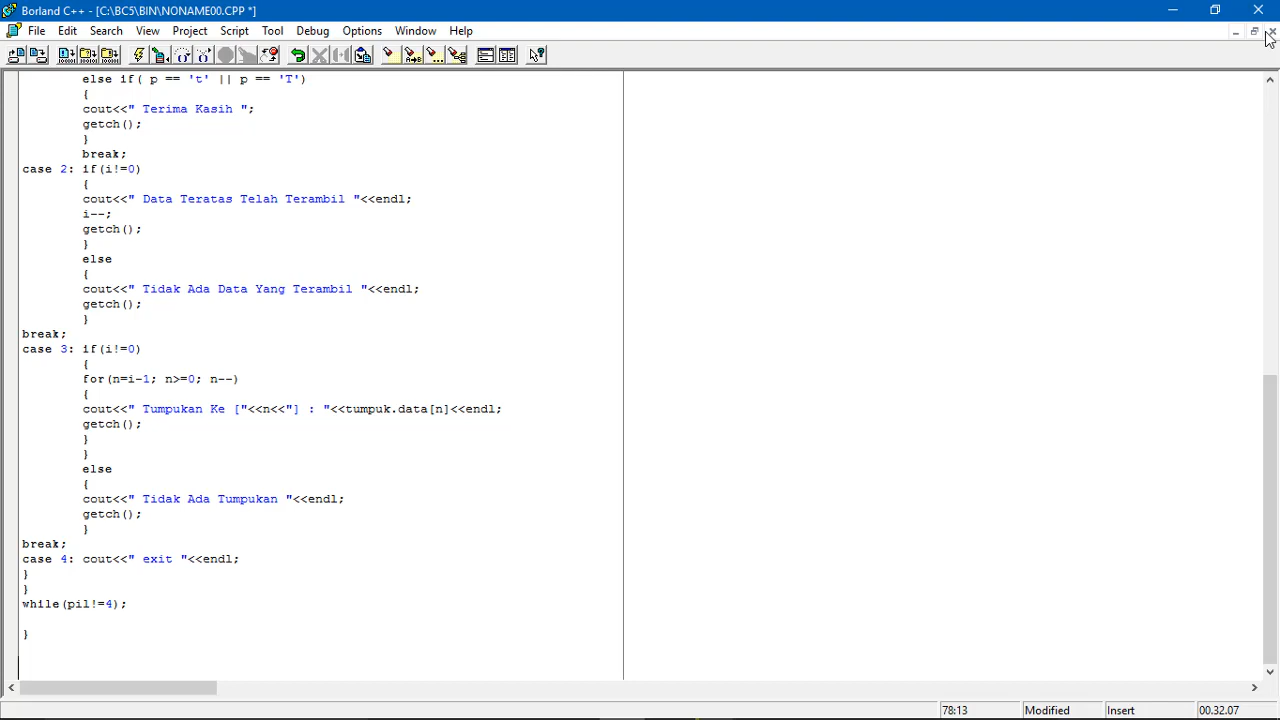 Borland C++ - [C:\BC5\BIN\NONAME00.CPP *]
File Edit Search View Project Script Tool Debug Options Window Help
else if( p == 't' || p == 'T')
{
cout<<" Terima Kasih ";
getch();
}
break;
case 2: if(i!=0)
{
cout<<" Data Teratas Telah Terambil "<<endl;
i--;
getch();
}
else
{
cout<<" Tidak Ada Data Yang Terambil "<<endl;
getch();
}
break;
case 3: if(i!=0)
{
for(n=i-1; n>=0; n--)
{
cout<<" Tumpukan Ke ["<<n<<"] : "<<tumpuk.data[n]<<endl;
getch();
}
}
else
{
cout<<" Tidak Ada Tumpukan "<<endl;
getch();
}
break;
case 4: cout<<" exit "<<endl;
}
}
while(pil!=4);
}
78:13 Modified Insert 00.32.07